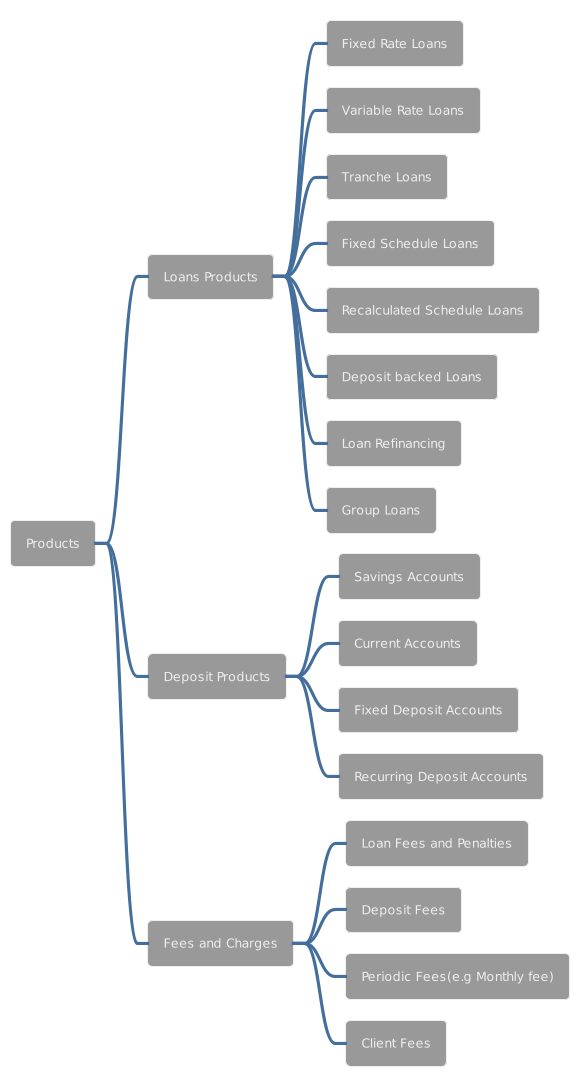 Fixed Rate Loans
Variable Rate Loans
Tranche Loans
Fixed Schedule Loans
Loans Products
Recalculated Schedule Loans
Deposit backed Loans
Loan Refinancing
Group Loans
Products
Savings Accounts
Current Accounts
Deposit Products
Fixed Deposit Accounts
Recurring Deposit Accounts
Loan Fees and Penalties
Deposit Fees
Fees and Charges
Periodic Fees(e.g Monthly fee)
Client Fees